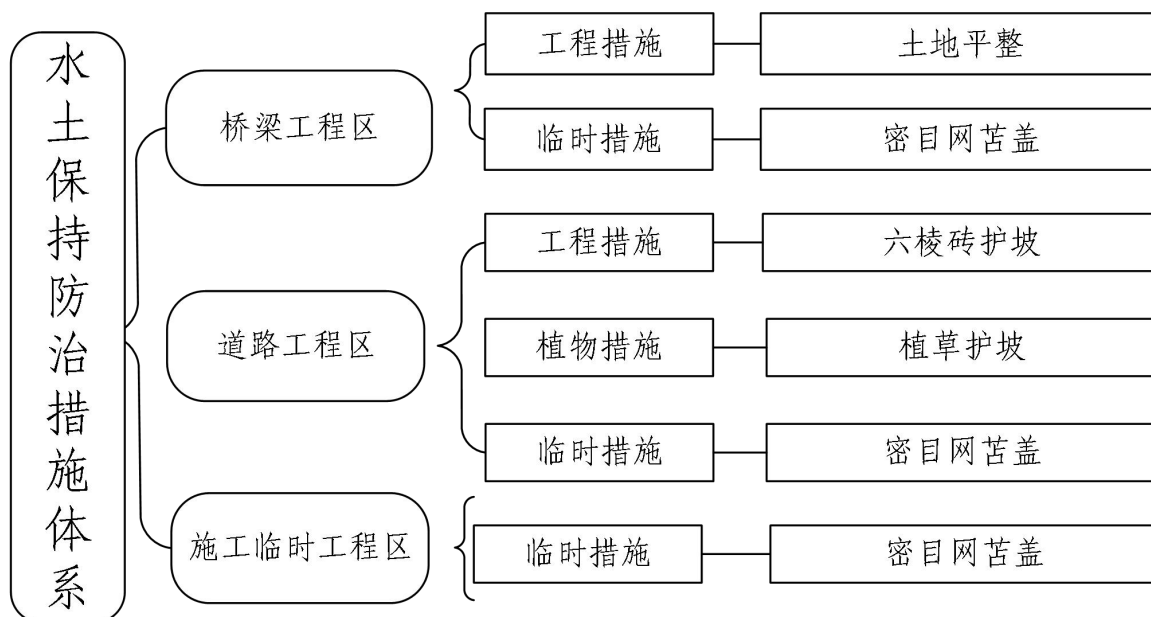 水土保持防治措施体系
桥梁工程区
工程措施
土地平整
临时措施
密目网苫盖
道路工程区
工程措施
六棱砖护坡
植物措施
植草护坡
临时措施
密目网苫盖
施工临时工程区
临时措施
密目网苫盖